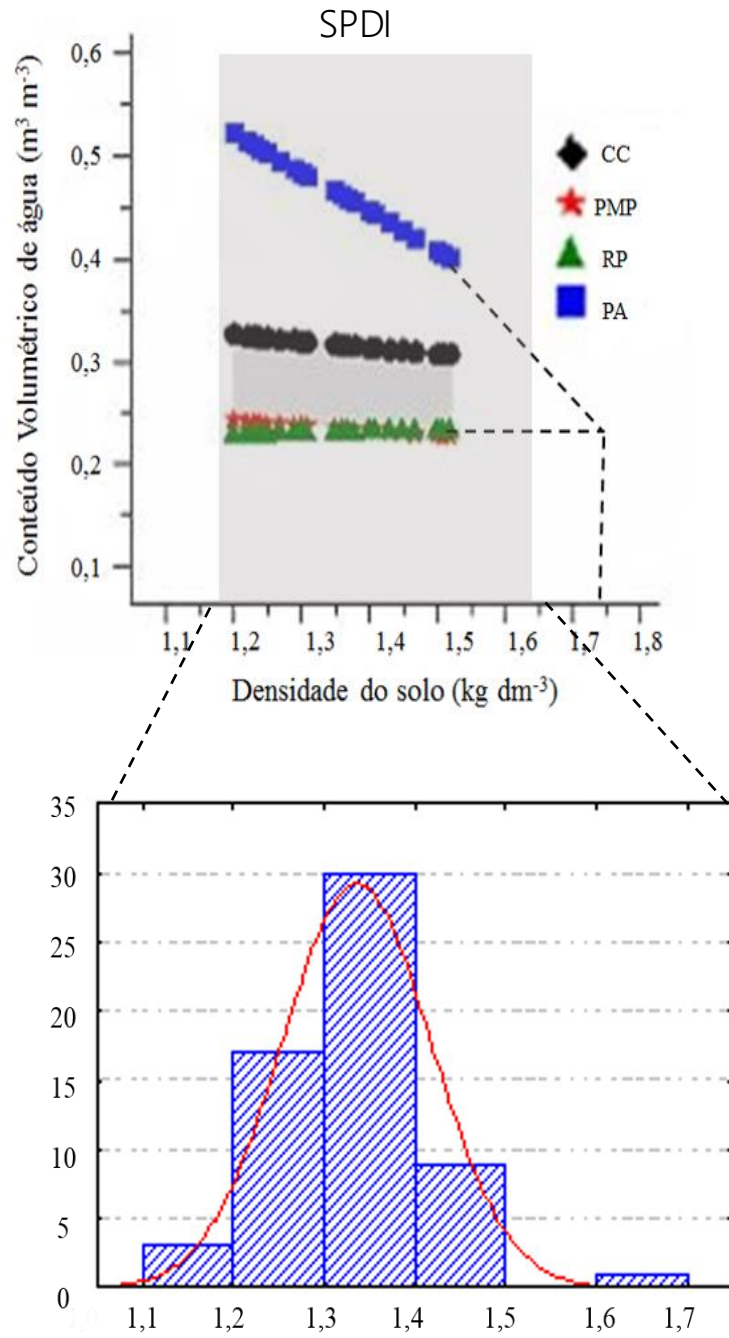 SPDI
Conteúdo Volumétrico de água (m³ m⁻³)
0,6
0,5
0,4
0,3
0,2
0,1
CC
PMP
RP
PA
1,1 1,2 1,3 1,4 1,5 1,6 1,7 1,8
Densidade do solo (kg dm⁻³)
35
30
25
20
15
10
5
0
1,1 1,2 1,3 1,4 1,5 1,6 1,7